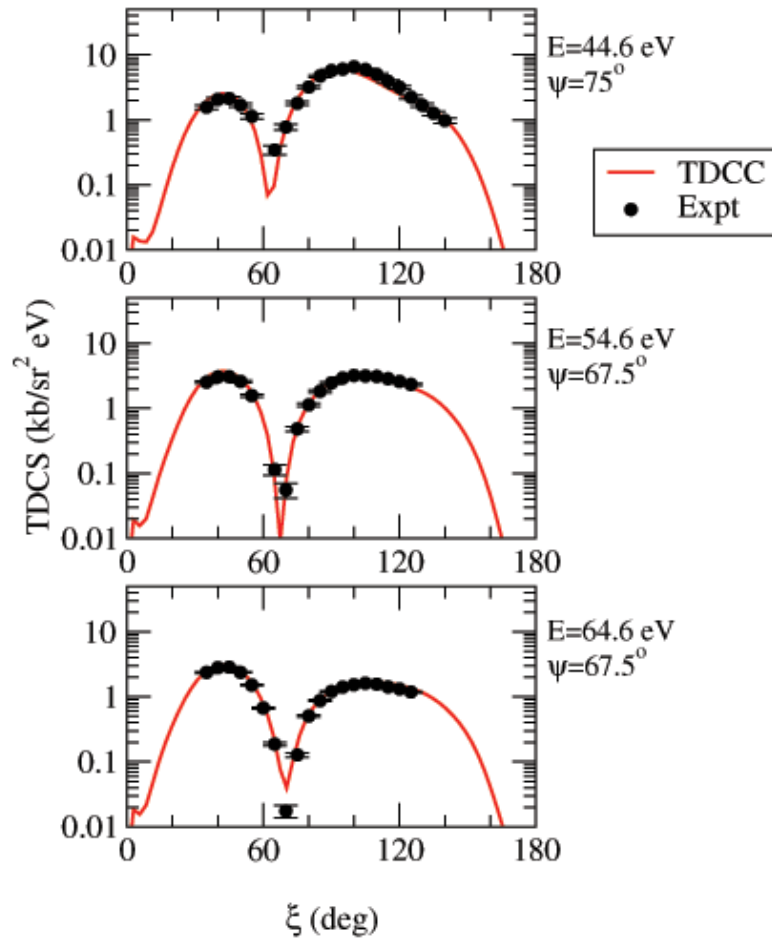 E=44.6 eV
ψ=75°
10
1
0.1
0.01
0 60 120 180
TDCC
Expt
TDCS (kb/sr² eV)
E=54.6 eV
ψ=67.5°
10
1
0.1
0.01
0 60 120 180
E=64.6 eV
ψ=67.5°
10
1
0.1
0.01
0 60 120 180
ξ (deg)